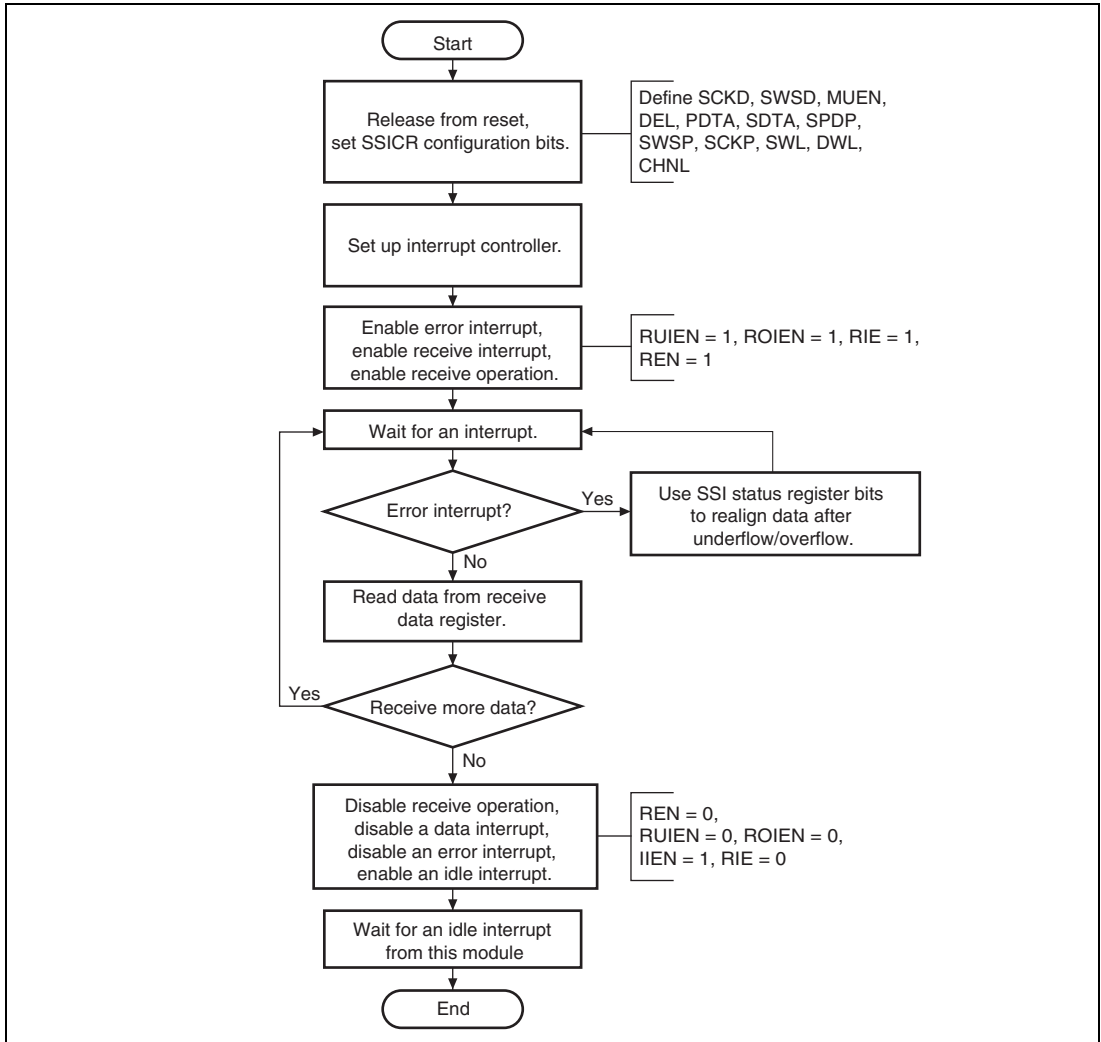 Start
Release from reset,
set SSICR configuration bits.
Define SCKD, SWSD, MUEN,
DEL, PDTA, SDTA, SPDP,
SWSP, SCKP, SWL, DWL,
CHNL
Set up interrupt controller.
Enable error interrupt,
enable receive interrupt,
enable receive operation.
RUIEN = 1, ROIEN = 1, RIE = 1,
REN = 1
Wait for an interrupt.
Error interrupt?
Yes
Use SSI status register bits
to realign data after
underflow/overflow.
No
Read data from receive
data register.
Yes
Receive more data?
No
Disable receive operation,
disable a data interrupt,
disable an error interrupt,
enable an idle interrupt.
REN = 0,
RUIEN = 0, ROIEN = 0,
IIEN = 1, RIE = 0
Wait for an idle interrupt
from this module
End